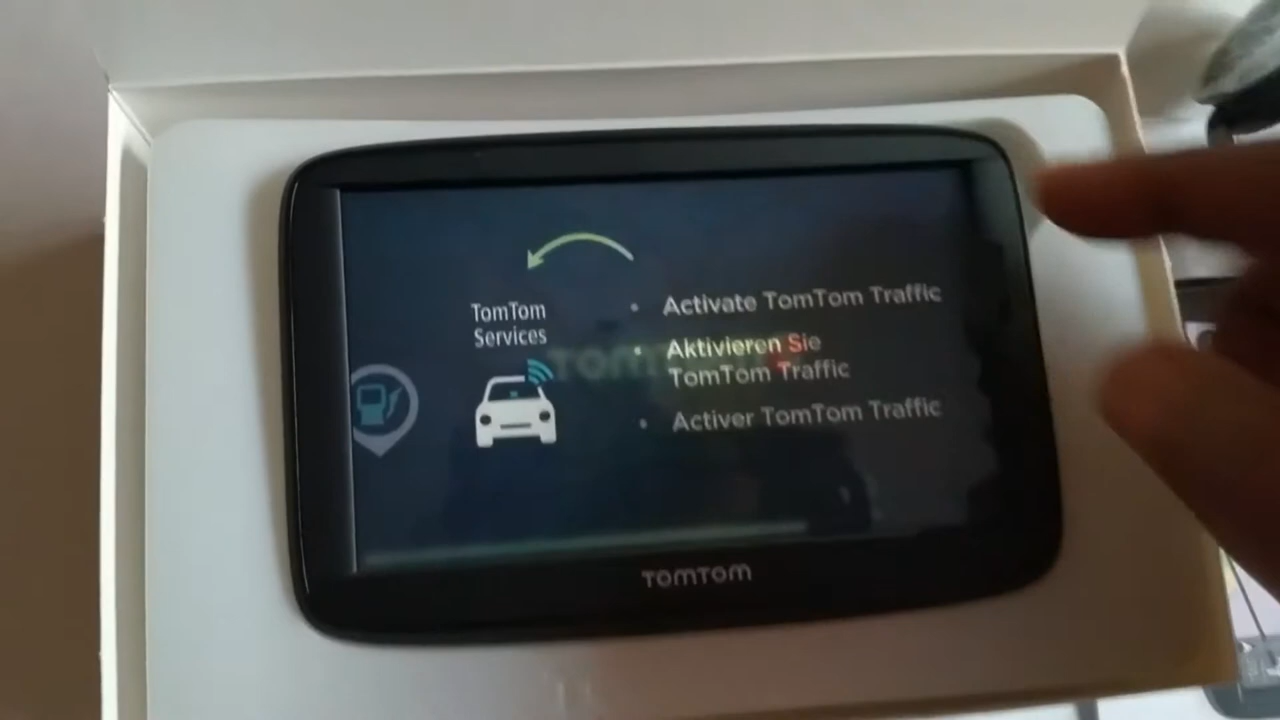 TomTom
Services
• Activate TomTom Traffic
• Aktivieren Sie
TomTom Traffic
• Activer TomTom Traffic
TOMTOM